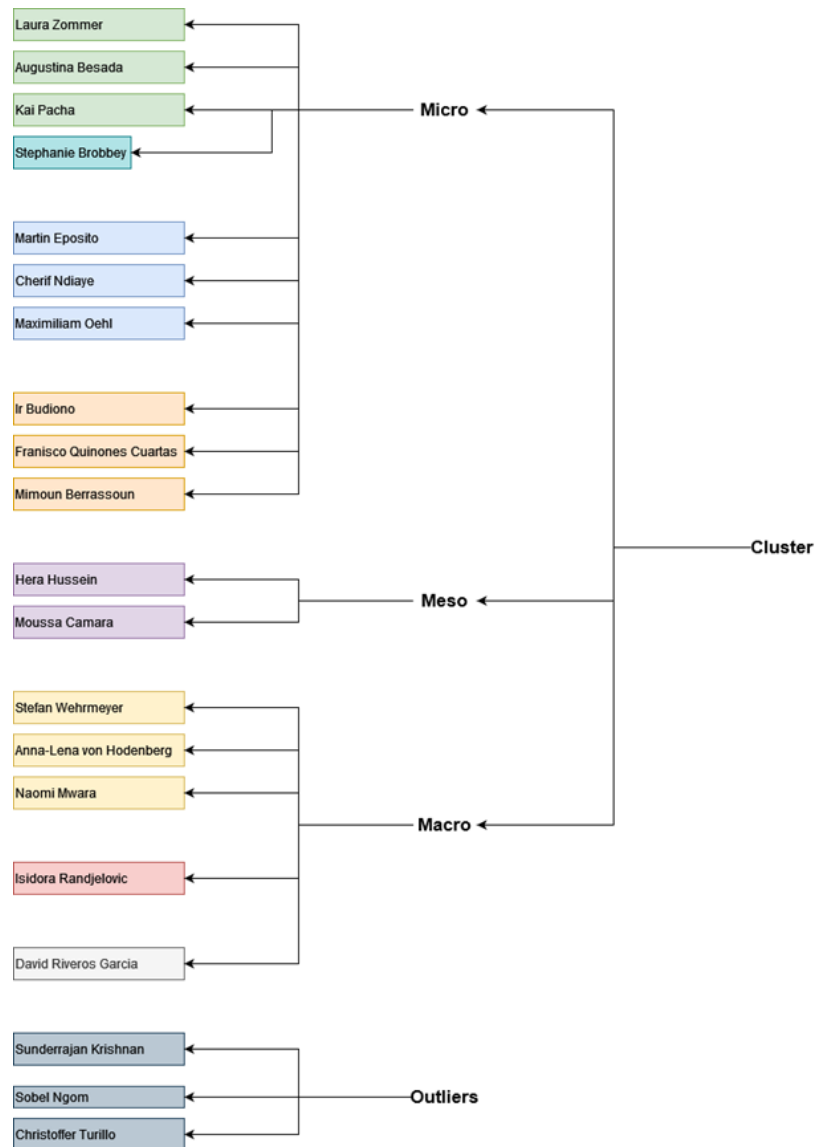 Laura Zommer
Augustina Besada
Kai Pacha
Micro
Stephanie Brobbey
Martin Eposito
Cherif Ndiaye
Maximiliam Oehl
Ir Budiono
Franisco Quinones Cuartas
Mimoun Berrassoun
Cluster
Hera Hussein
Meso
Moussa Camara
Stefan Wehrmeyer
Anna-Lena von Hodenberg
Naomi Mwara
Macro
Isidora Randjelovic
David Riveros Garcia
Sunderrajan Krishnan
Sobel Ngom
Outliers
Christoffer Turillo